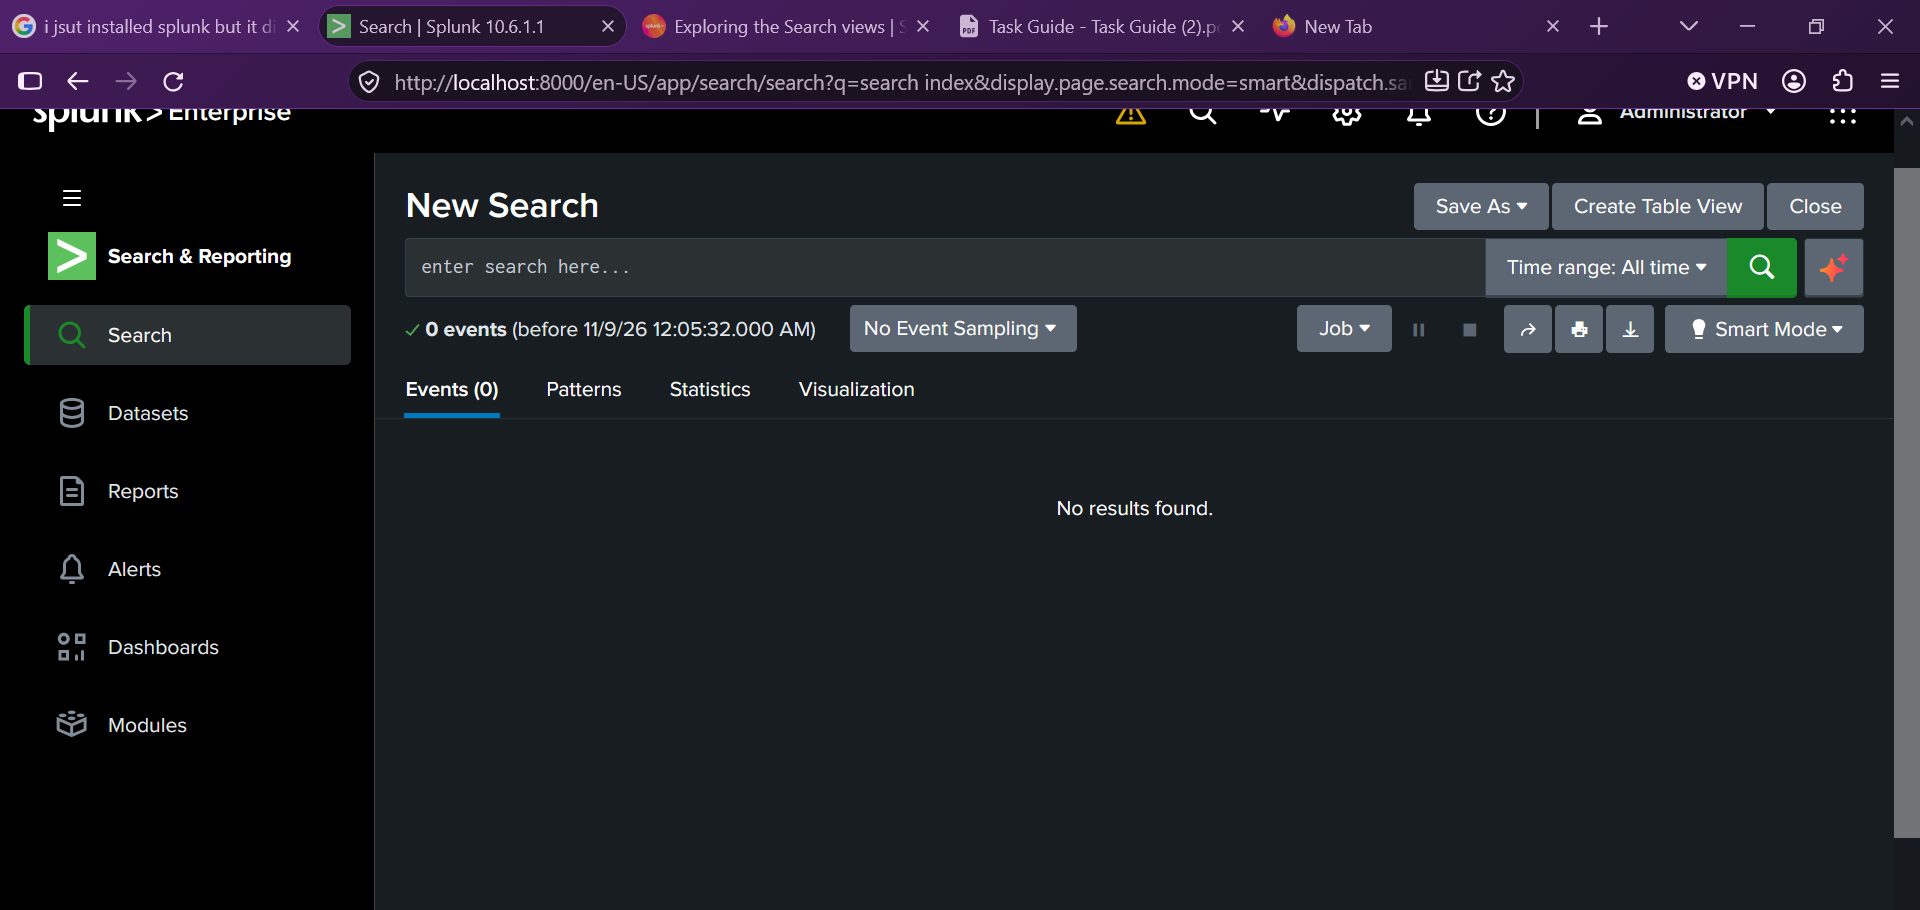 i jsut installed splunk but it di
Search | Splunk 10.6.1.1
Exploring the Search views | S
Task Guide - Task Guide (2).pd
New Tab
http://localhost:8000/en-US/app/search/search?q=search index&display.page.search.mode=smart&dispatch.sa
VPN
splunk>Enterprise
Administrator
New Search
Save As
Create Table View
Close
Search & Reporting
enter search here...
Time range: All time
Search
✓ 0 events (before 11/9/26 12:05:32.000 AM)
No Event Sampling
Job
Smart Mode
Events (0)
Patterns
Statistics
Visualization
Datasets
Reports
No results found.
Alerts
Dashboards
Modules